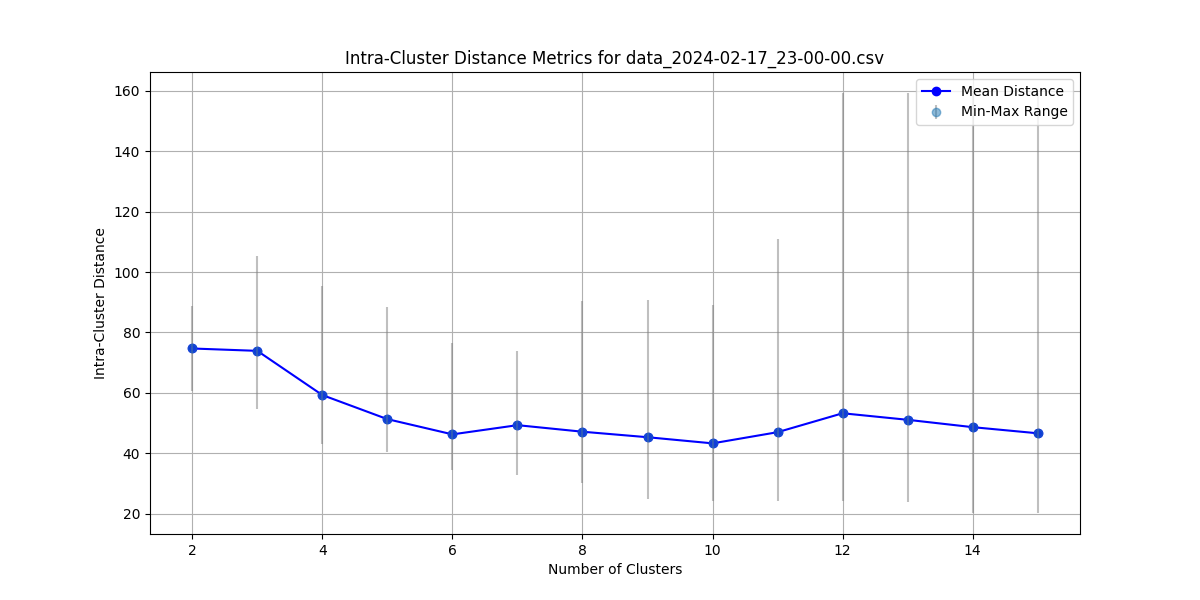 Intra-Cluster Distance Metrics for data_2024-02-17_23-00-00.csv
Mean Distance
Min-Max Range
Intra-Cluster Distance
160
140
120
100
80
60
40
20
2 4 6 8 10 12 14
Number of Clusters